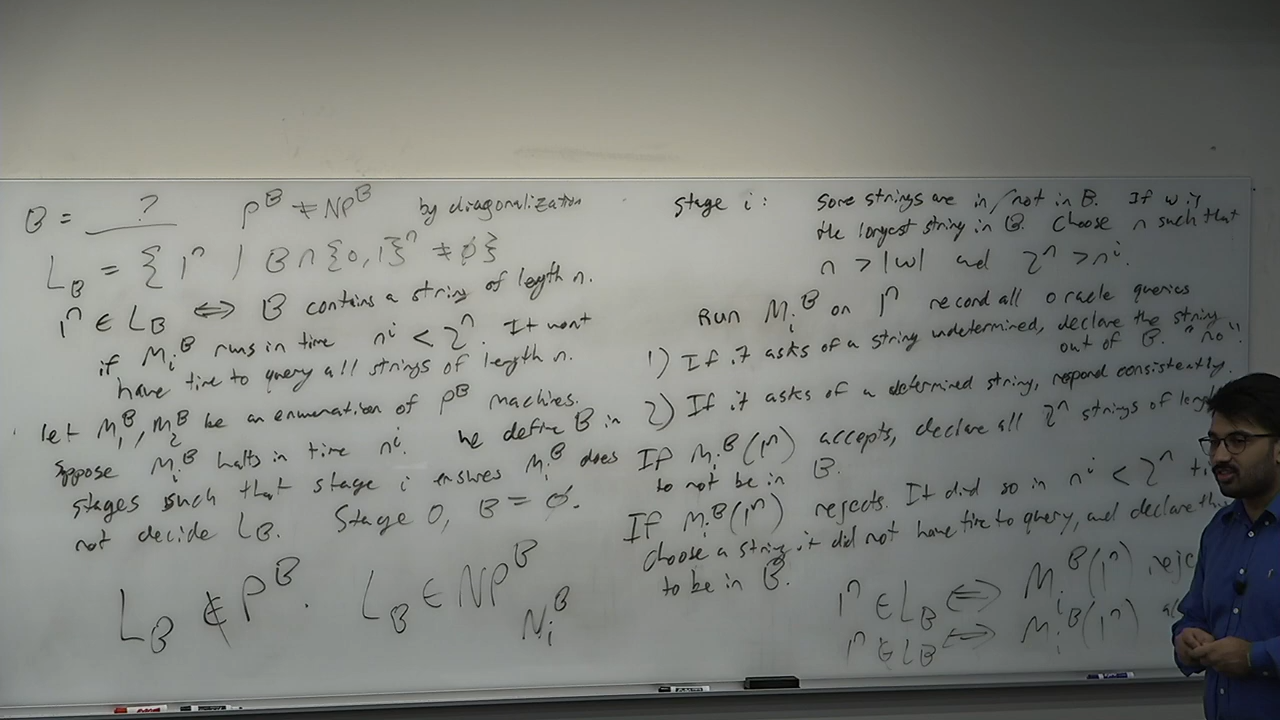 B = ? P^B ≠ NP^B by diagonalization
L_B = { 1^n | B ∩ {0,1}^n ≠ ∅}
1^n ∈ L_B ⟺ B contains a string of length n.
if M_i^B runs in time n^i < 2^n. It wont
have time to query all strings of length n.
let M_1^B, M_2^B be an enumeration of P^B machines.
Suppose M_i^B halts in time n^i. We define B in
stages such that stage i ensures M_i^B does
not decide L_B. Stage 0, B = ∅.
L_B ∉ P^B. L_B ∈ NP^B
N_i^B
Stage i: Some strings are in/not in B. If w is
the longest string in B. Choose n such that
n > |w| and 2^n > n^i.
Run M_i^B on 1^n record all oracle queries
1) If it asks of a string undetermined, declare the string
out of B. "no".
2) If it asks of a determined string, respond consistently.
If M_i^B(1^n) accepts, declare all 2^n strings of
to not be in B.
If M_i^B(1^n) rejects. It did so in n^i < 2^n
choose a string it did not have time to query, and declare
to be in B.
1^n ∈ L_B ⟺ M_i^B(1^n)
1^n ∉ L_B ⟺ M_i^B(1^n)